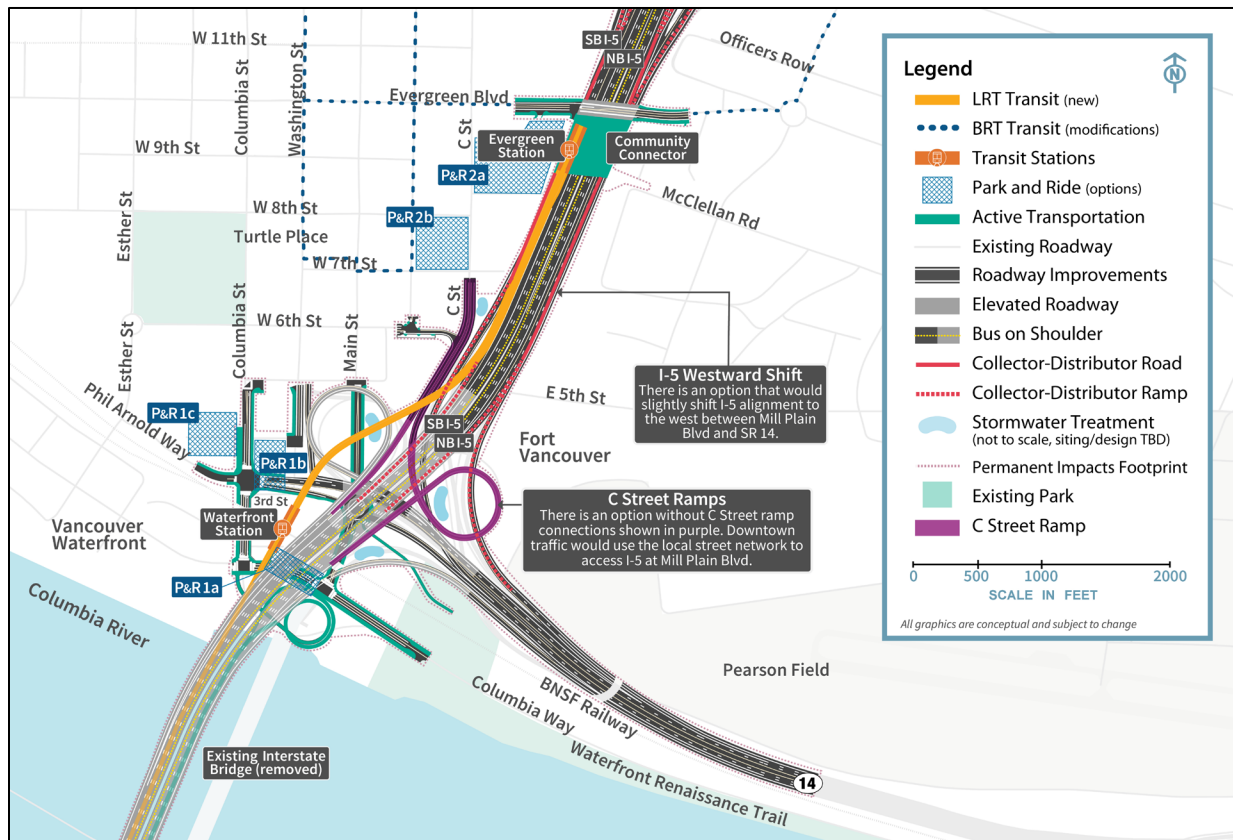 W 11th St
Columbia St
Washington St
SB I-5
NB I-5
Officers Row
Evergreen Blvd
C St
Evergreen
Station
Community
Connector
W 9th St
P&R 2a
McClellan Rd
Esther St
W 8th St
P&R 2b
Turtle Place
W 7th St
C St
Columbia St
W 6th St
Main St
Esther St
I-5 Westward Shift
There is an option that would
slightly shift I-5 alignment to
the west between Mill Plain
Blvd and SR 14.
E 5th St
Phil Arnold Way
P&R 1c
SB I-5
NB I-5
Fort
Vancouver
P&R 1b
3rd St
C Street Ramps
There is an option without C Street ramp
connections shown in purple. Downtown
traffic would use the local street network to
access I-5 at Mill Plain Blvd.
Waterfront
Station
Vancouver
Waterfront
P&R 1a
Columbia River
Pearson Field
BNSF Railway
Columbia Way
Waterfront Renaissance Trail
Existing Interstate
Bridge (removed)
14
Legend
N
LRT Transit (new)
BRT Transit (modifications)
Transit Stations
Park and Ride (options)
Active Transportation
Existing Roadway
Roadway Improvements
Elevated Roadway
Bus on Shoulder
Collector-Distributor Road
Collector-Distributor Ramp
Stormwater Treatment
(not to scale, siting/design TBD)
Permanent Impacts Footprint
Existing Park
C Street Ramp
0 500 1000 2000
SCALE IN FEET
All graphics are conceptual and subject to change